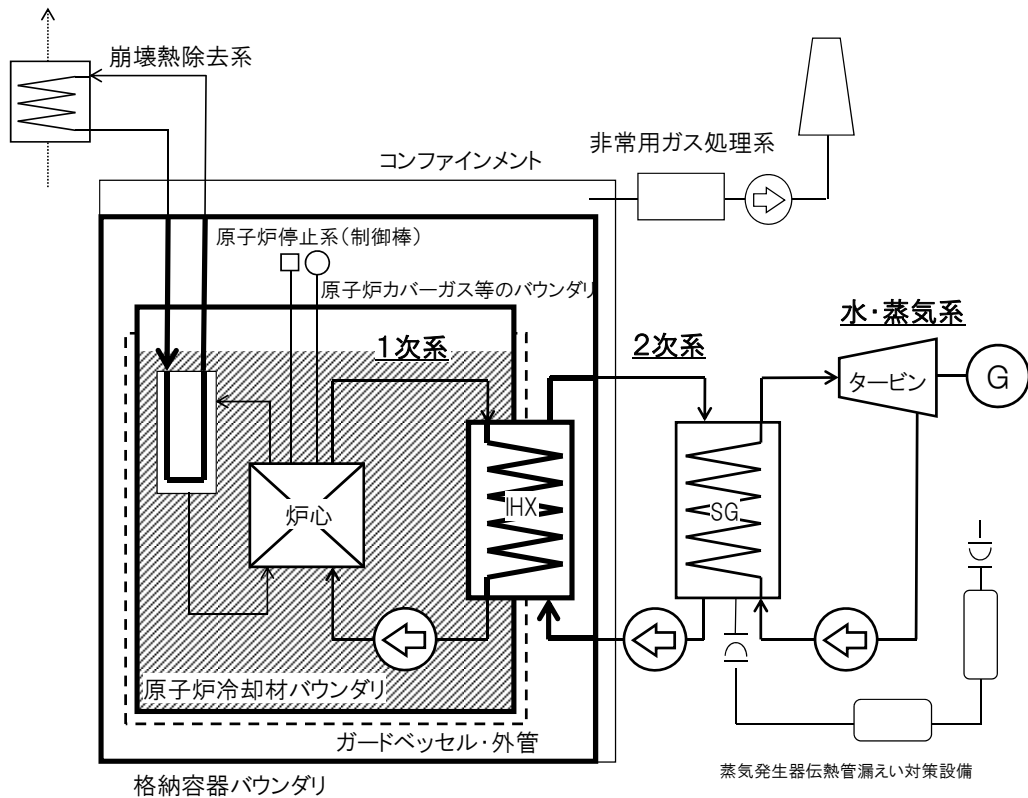 崩壊熱除去系
非常用ガス処理系
コンファインメント
原子炉停止系(制御棒)
原子炉カバーガス等のバウンダリ
1次系
2次系
水・蒸気系
タービン
G
IHX
SG
炉心
原子炉冷却材バウンダリ
ガードベッセル・外管
蒸気発生器伝熱管漏えい対策設備
格納容器バウンダリ